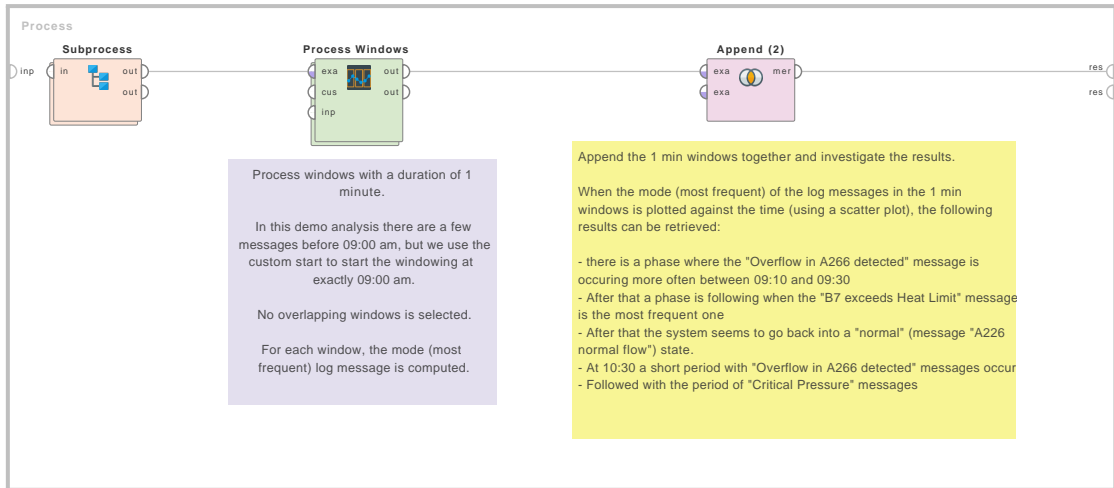 Process
Subprocess
Process Windows
Append (2)
inp
in
out
out
exa
out
cus
out
inp
exa
mer
exa
res
res
Process windows with a duration of 1
minute.
In this demo analysis there are a few
messages before 09:00 am, but we use the
custom start to start the windowing at
exactly 09:00 am.
No overlapping windows is selected.
For each window, the mode (most
frequent) log message is computed.
Append the 1 min windows together and investigate the results.
When the mode (most frequent) of the log messages in the 1 min
windows is plotted against the time (using a scatter plot), the following
results can be retrieved:
- there is a phase where the "Overflow in A266 detected" message is
occuring more often between 09:10 and 09:30
- After that a phase is following when the "B7 exceeds Heat Limit" message
is the most frequent one
- After that the system seems to go back into a "normal" (message "A226
normal flow") state.
- At 10:30 a short period with "Overflow in A266 detected" messages occur
- Followed with the period of "Critical Pressure" messages